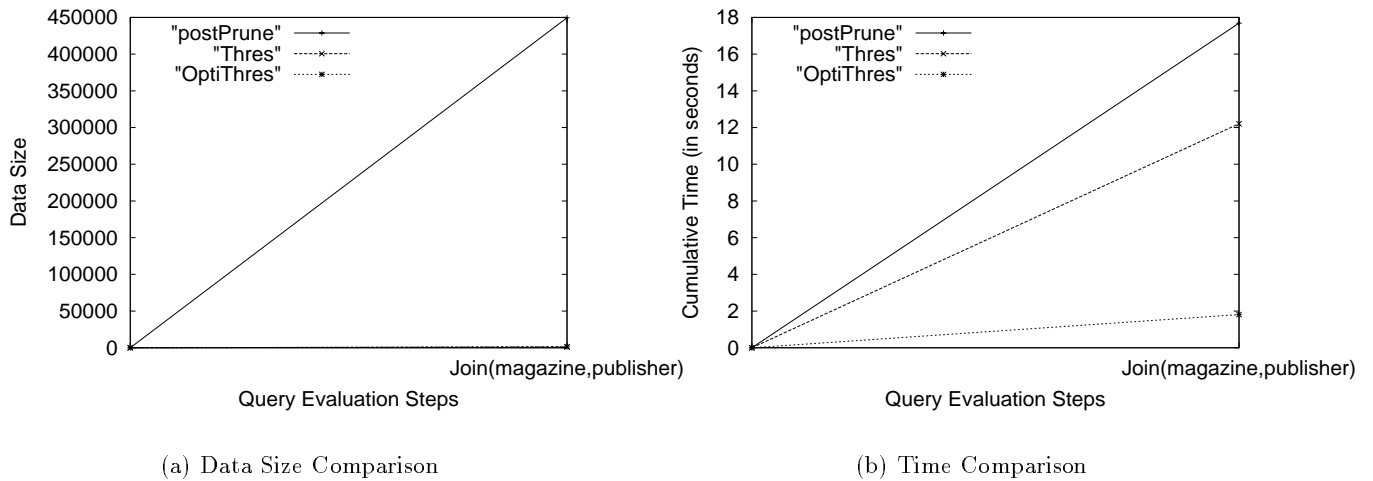 450000
400000
350000
300000
250000
200000
150000
100000
50000
0
Data Size
"postPrune"
"Thres"
"OptiThres"
Join(magazine,publisher)
Query Evaluation Steps
(a) Data Size Comparison
18
16
14
12
10
8
6
4
2
0
Cumulative Time (in seconds)
"postPrune"
"Thres"
"OptiThres"
Join(magazine,publisher)
Query Evaluation Steps
(b) Time Comparison